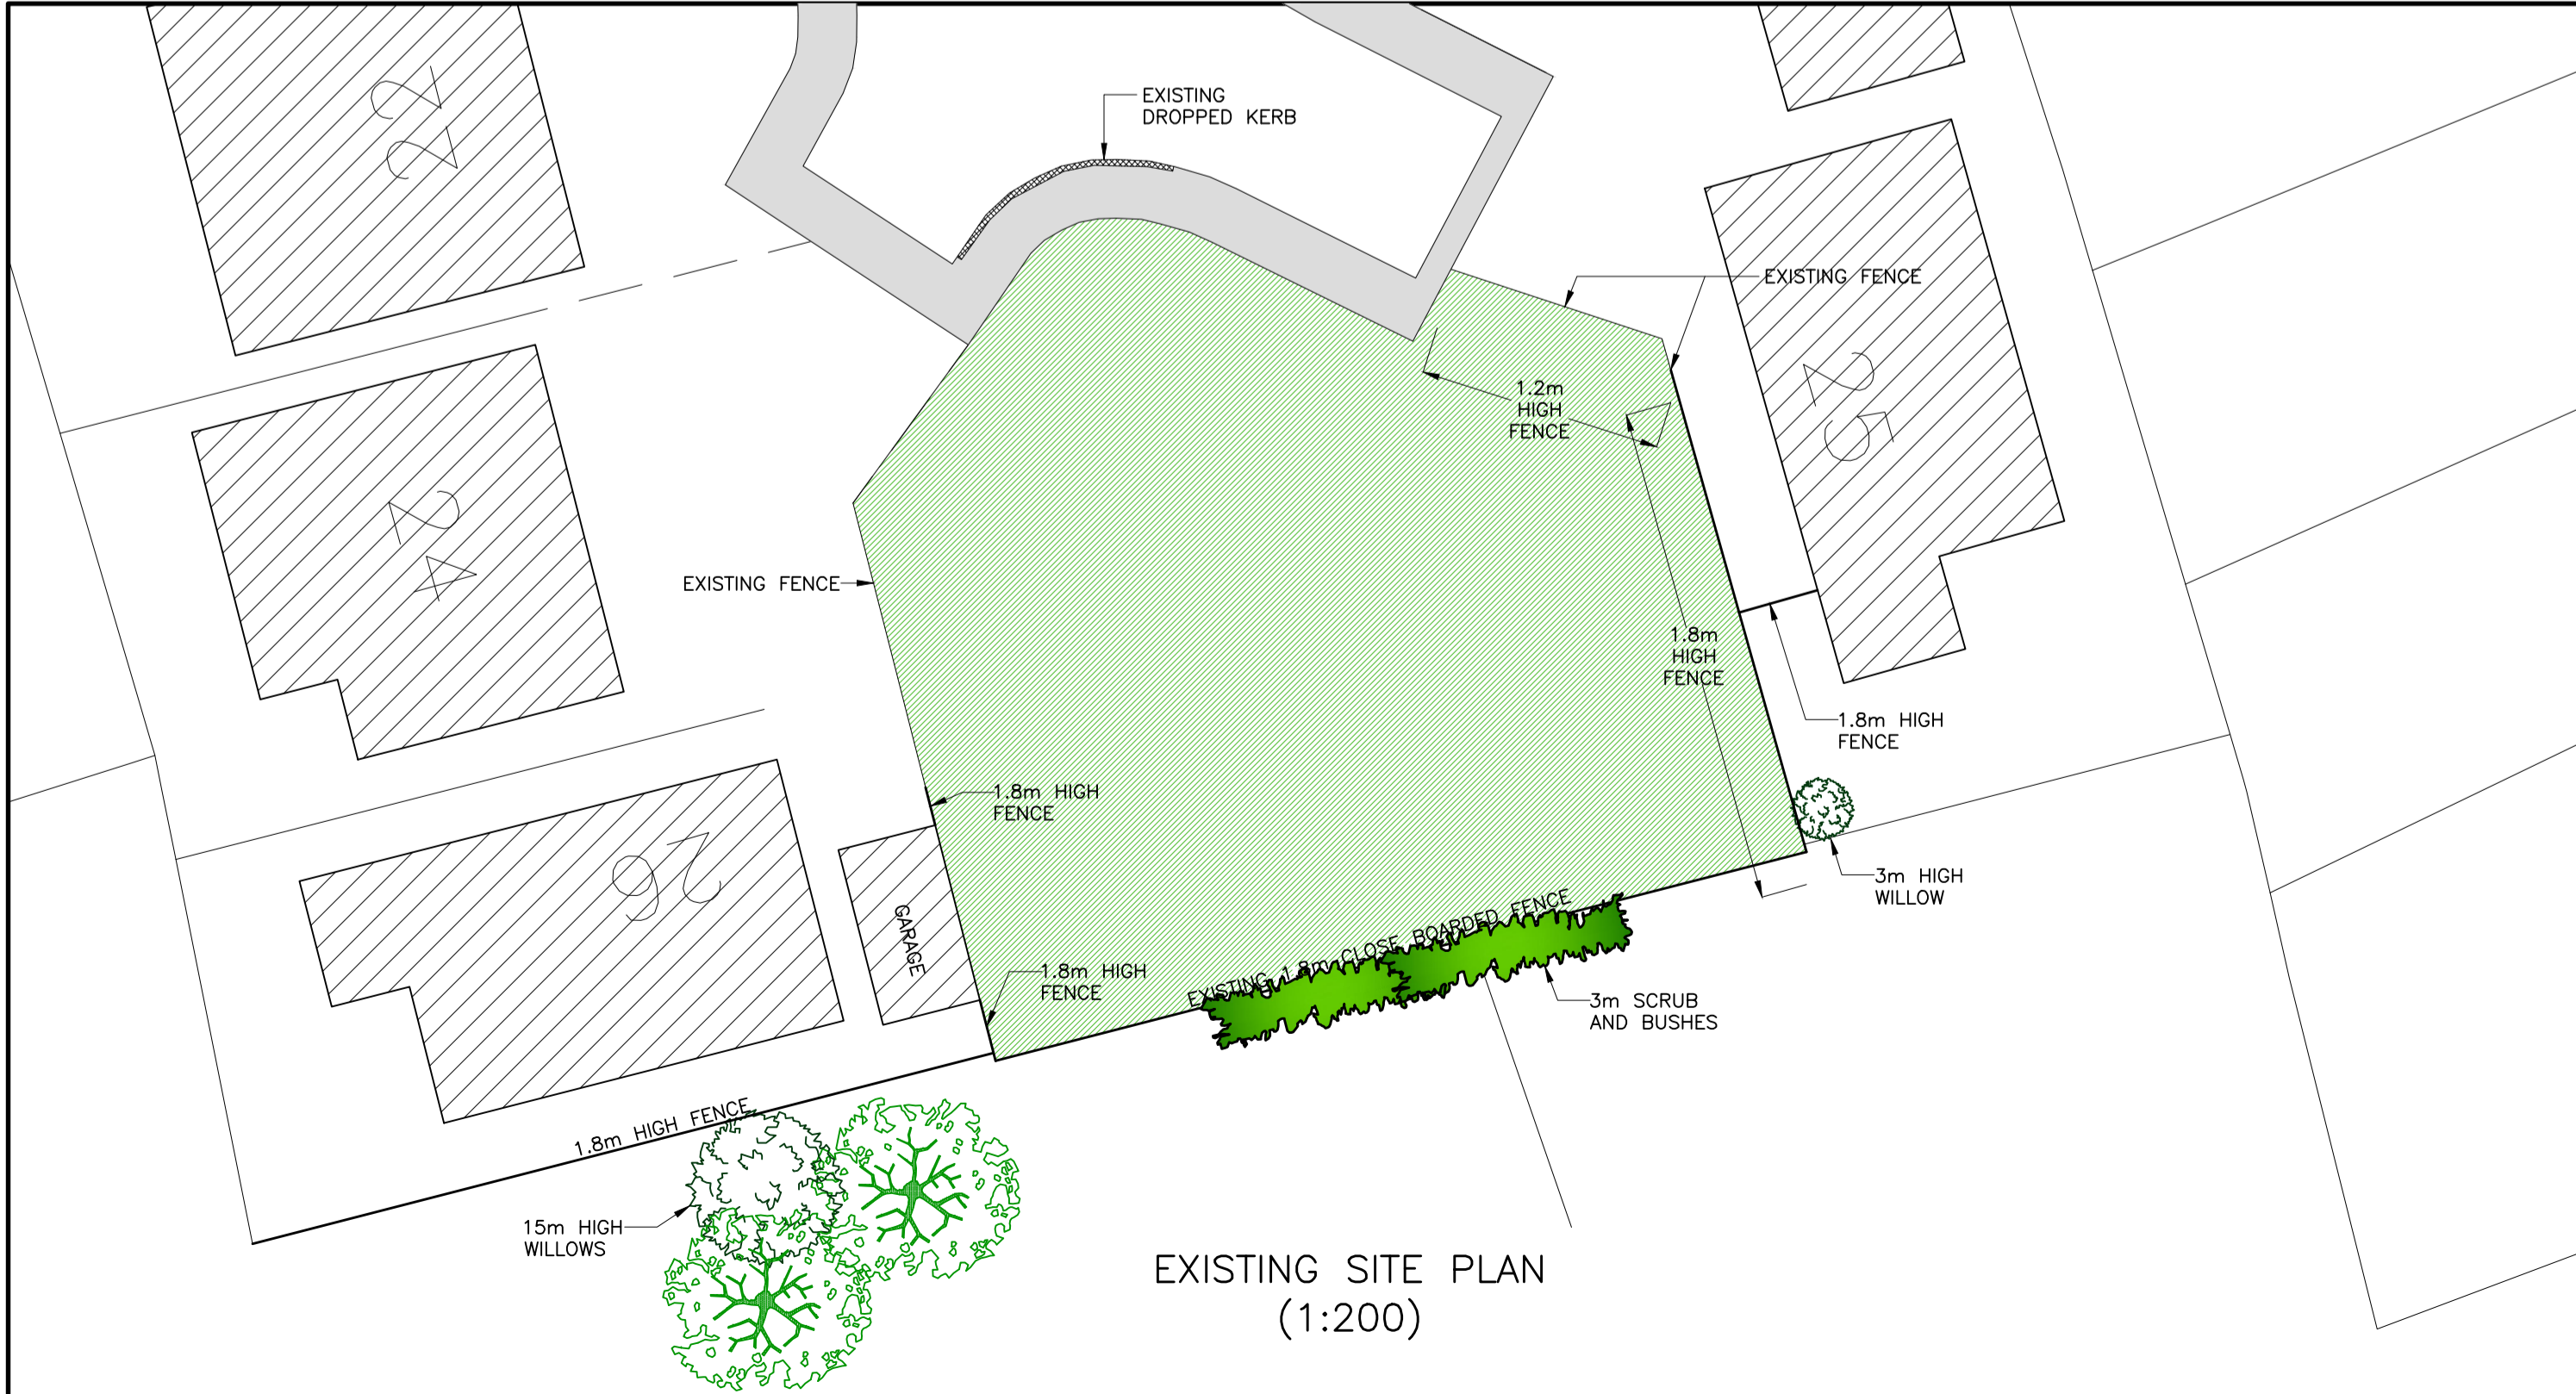 22
EXISTING
DROPPED KERB
EXISTING FENCE
25
1.2m
HIGH
FENCE
24
EXISTING FENCE
1.8m
HIGH
FENCE
1.8m HIGH
FENCE
1.8m HIGH
FENCE
26
GARAGE
3m HIGH
WILLOW
EXISTING 1.8m CLOSE BOARDED FENCE
1.8m HIGH
FENCE
3m SCRUB
AND BUSHES
1.8m HIGH FENCE
15m HIGH
WILLOWS
EXISTING SITE PLAN
(1:200)